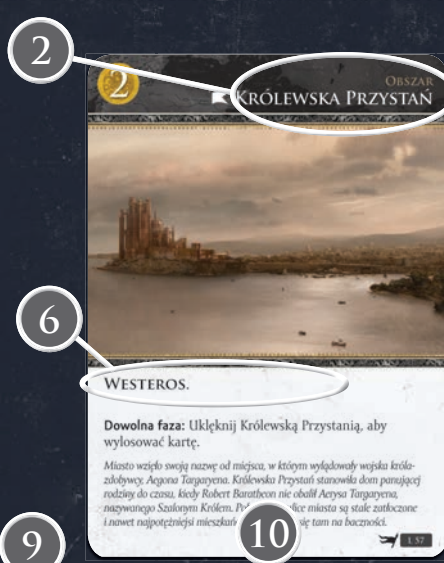 2
2
OBSZAR
KRÓLEWSKA PRZYSTAŃ
6
WESTEROS.
Dowolna faza: Uklęknij Królewską Przystanią, aby
wylosować kartę.
Miasto wzięło swoją nazwę od miejsca, w którym wylądowały wojska króla-
zdobywcy, Aegona Targaryena. Królewska Przystań stanowiła dom panującej
rodziny do czasu, kiedy Robert Baratheon nie obalił Aerysa Targaryena,
nazywanego Szalonym Królem. ulice miasta są stale zatłoczone
i nawet najpotężniejsi się tam na baczności.
9
10
L 57